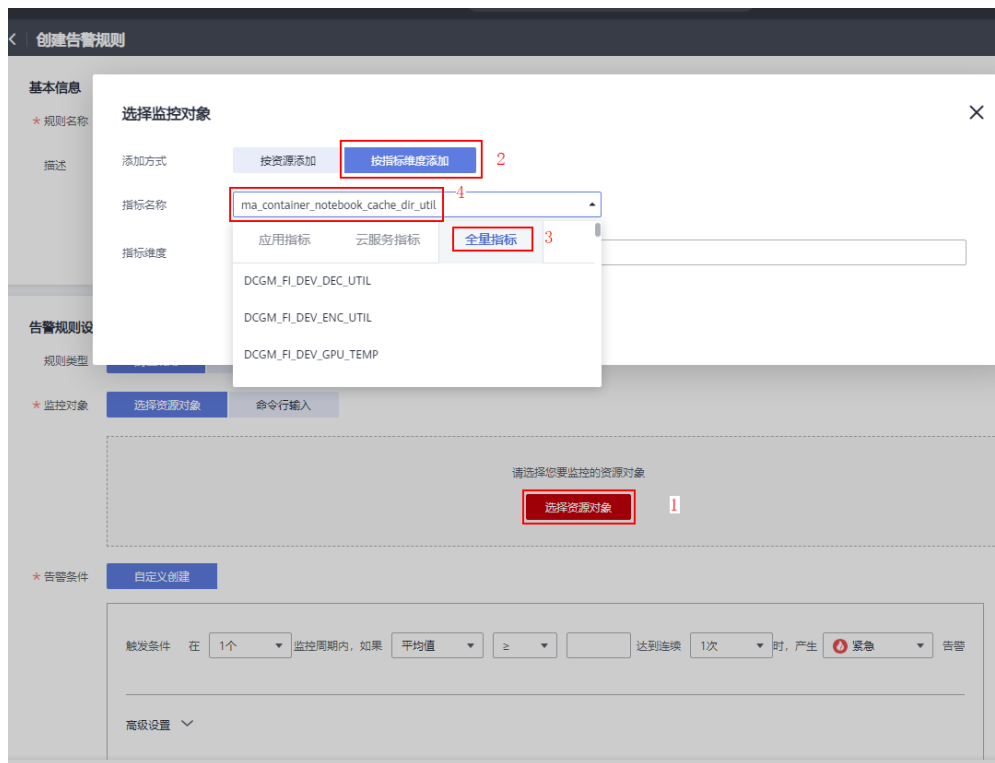 创建告警规则
基本信息
* 规则名称
描述
选择监控对象
添加方式 按资源添加 按指标维度添加 2
指标名称 ma_container_notebook_cache_dir_util 4
应用指标 云服务指标 全量指标 3
指标维度
DCGM_FI_DEV_DEC_UTIL
DCGM_FI_DEV_ENC_UTIL
DCGM_FI_DEV_GPU_TEMP
告警规则设
规则类型
* 监控对象 选择资源对象 命令行输入
请选择您要监控的资源对象
选择资源对象 1
* 告警条件 自定义创建
触发条件 在 1个 监控周期内，如果 平均值 ≥ 达到连续 1次 时，产生 紧急 告警
高级设置